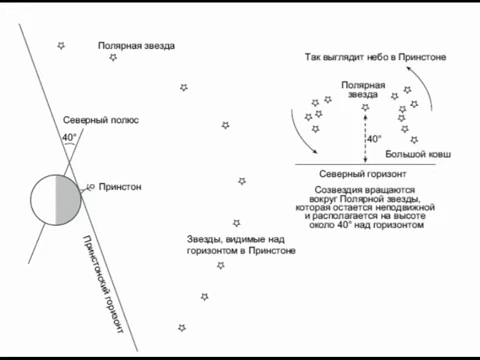 Полярная звезда
Северный полюс
40°
Принстон
Принстонский горизонт
Звезды, видимые над
горизонтом в Принстоне
Так выглядит небо в Принстоне
Полярная
звезда
40°
Большой ковш
Северный горизонт
Созвездия вращаются
вокруг Полярной звезды,
которая остается неподвижной
и располагается на высоте
около 40° над горизонтом